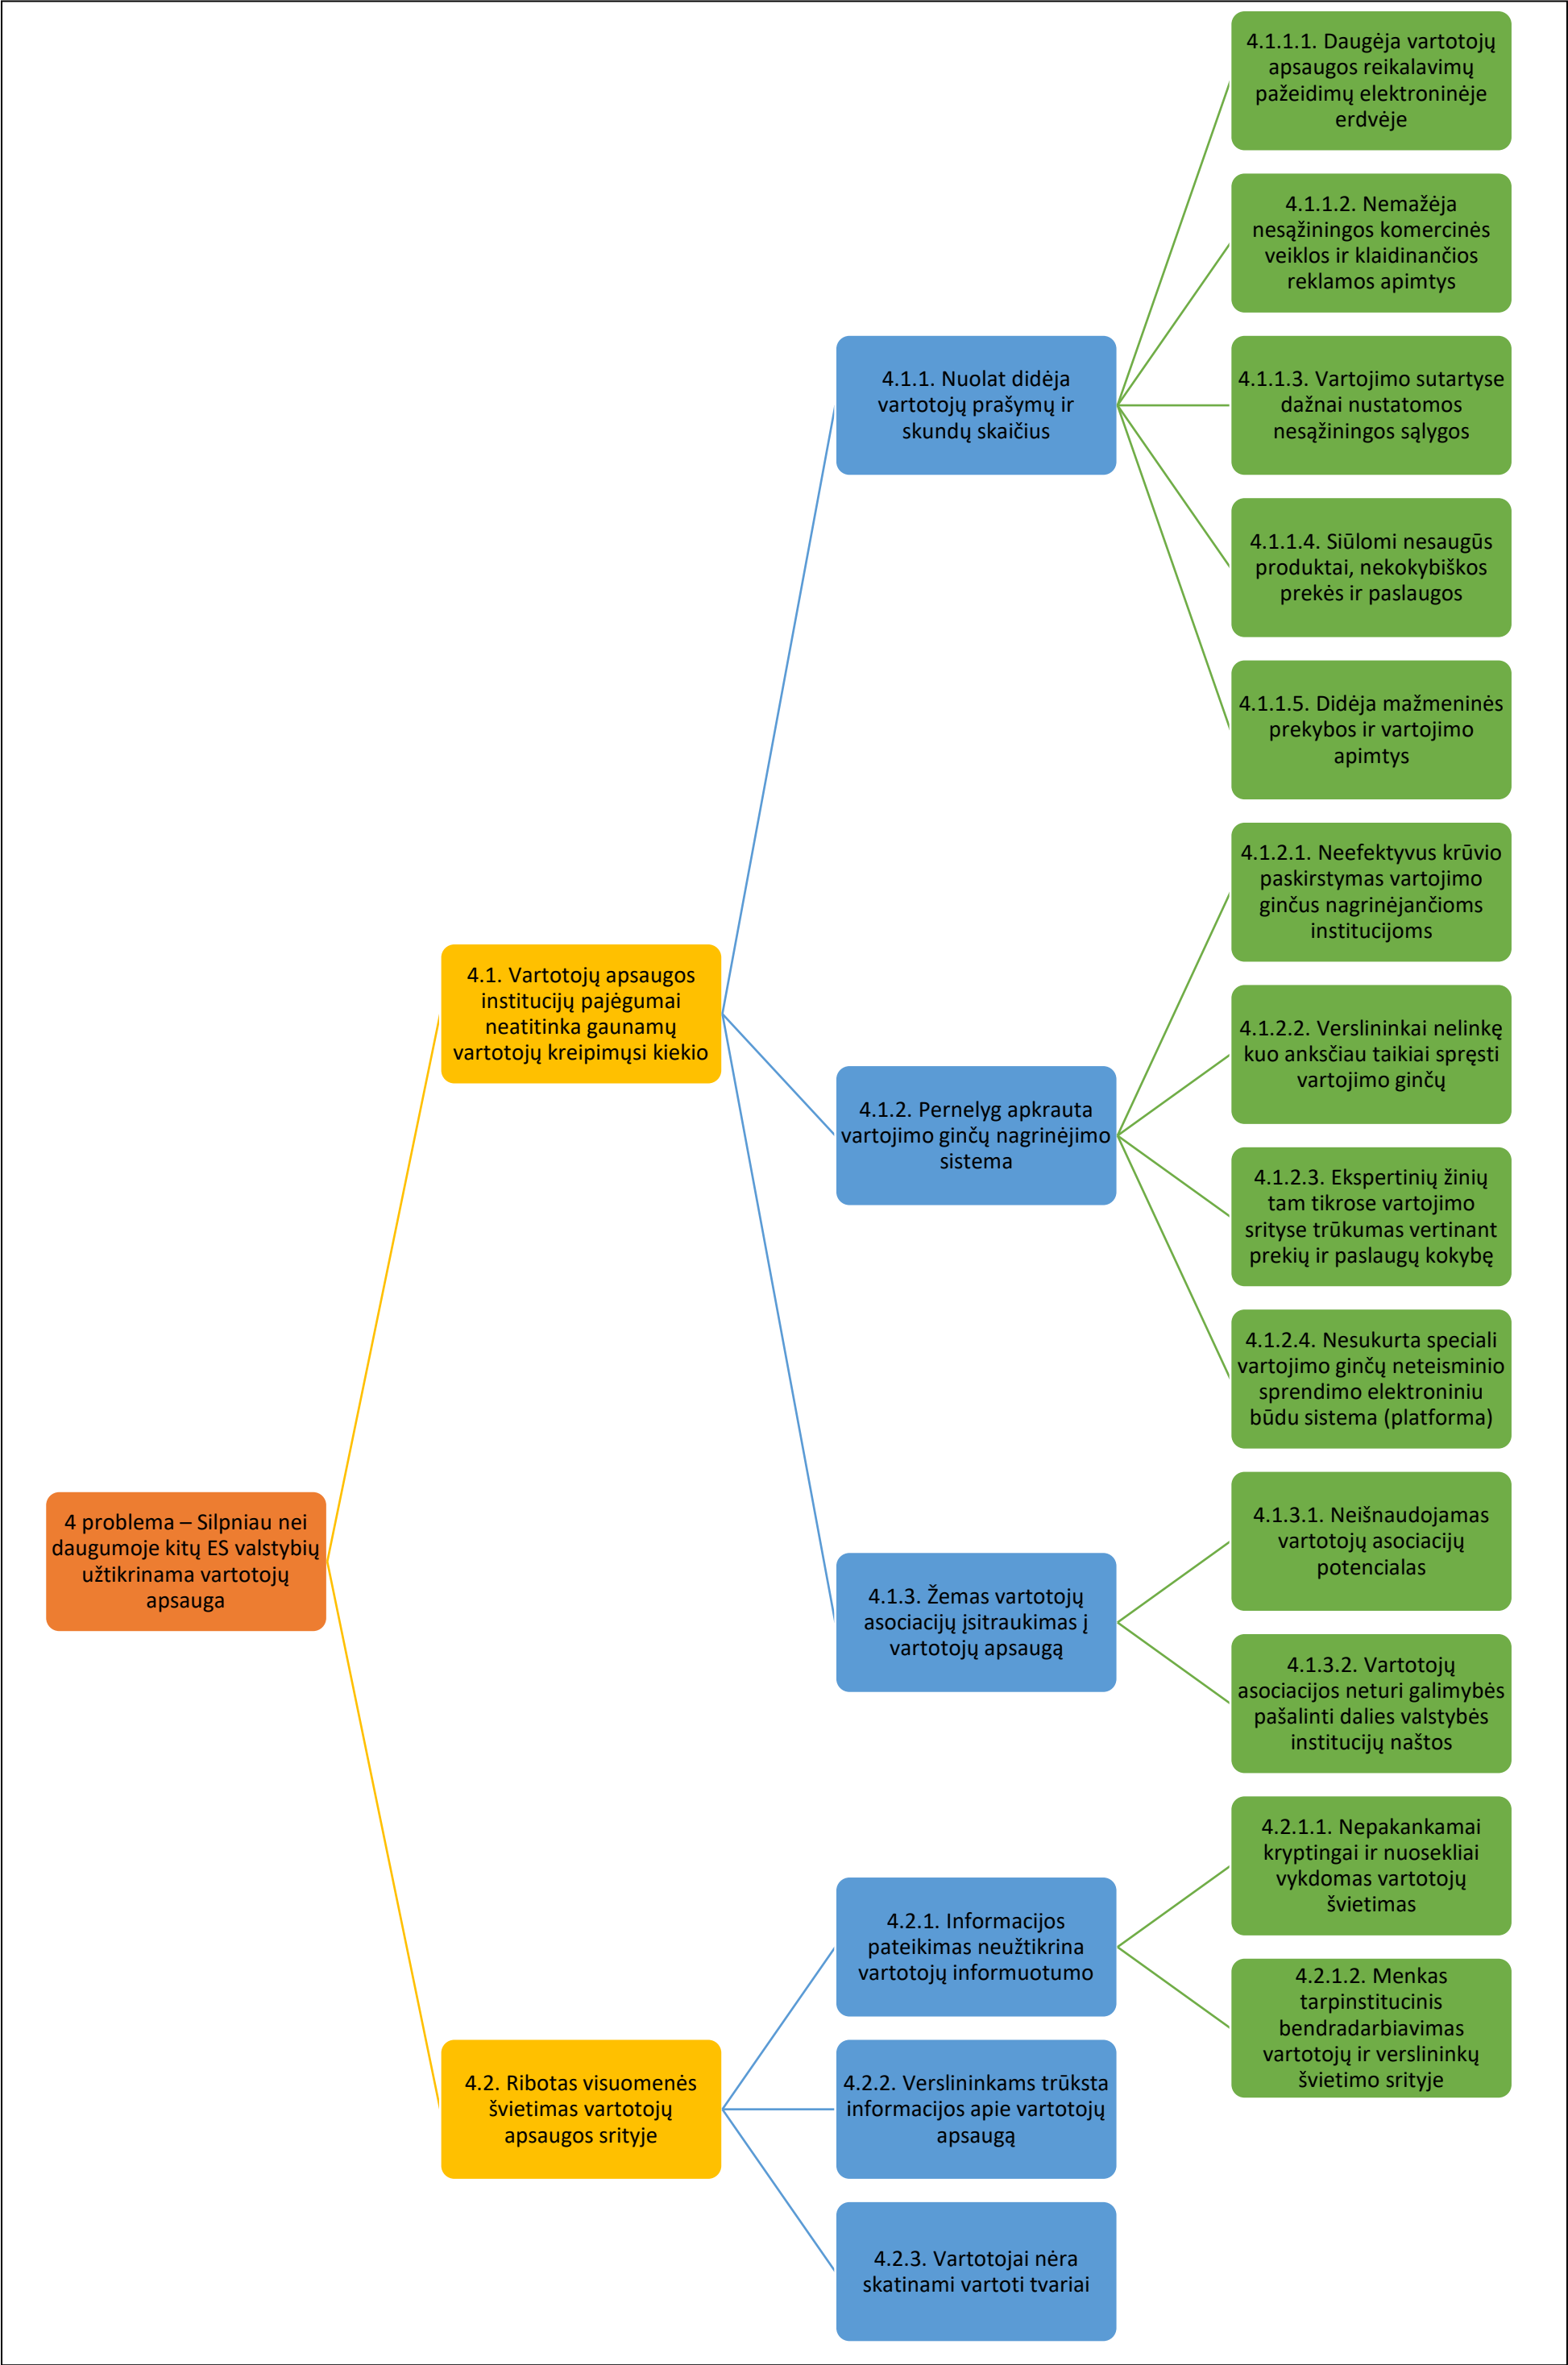 4 problema – Silpniau nei
daugumoje kitų ES valstybių
užtikrinama vartotojų
apsauga
4.1. Vartotojų apsaugos
institucijų pajėgumai
neatitinka gaunamų
vartotojų kreipimųsi kiekio
4.1.1. Nuolat didėja
vartotojų prašymų ir
skundų skaičius
4.1.1.1. Daugėja vartotojų
apsaugos reikalavimų
pažeidimų elektroninėje
erdvėje
4.1.1.2. Nemažėja
nesąžiningos komercinės
veiklos ir klaidinančios
reklamos apimtys
4.1.1.3. Vartojimo sutartyse
dažnai nustatomos
nesąžiningos sąlygos
4.1.1.4. Siūlomi nesaugūs
produktai, nekokybiškos
prekės ir paslaugos
4.1.1.5. Didėja mažmeninės
prekybos ir vartojimo
apimtys
4.1.2. Pernelyg apkrauta
vartojimo ginčų nagrinėjimo
sistema
4.1.2.1. Neefektyvus krūvio
paskirstymas vartojimo
ginčus nagrinėjančioms
institucijoms
4.1.2.2. Verslininkai nelinkę
kuo anksčiau taikiai spręsti
vartojimo ginčų
4.1.2.3. Ekspertinių žinių
tam tikrose vartojimo
srityse trūkumas vertinant
prekių ir paslaugų kokybę
4.1.2.4. Nesukurta speciali
vartojimo ginčų neteisminio
sprendimo elektroniniu
būdu sistema (platforma)
4.1.3. Žemas vartotojų
asociacijų įsitraukimas į
vartotojų apsaugą
4.1.3.1. Neišnaudojamas
vartotojų asociacijų
potencialas
4.1.3.2. Vartotojų
asociacijos neturi galimybės
pašalinti dalies valstybės
institucijų naštos
4.2. Ribotas visuomenės
švietimas vartotojų
apsaugos srityje
4.2.1. Informacijos
pateikimas neužtikrina
vartotojų informuotumo
4.2.1.1. Nepakankamai
kryptingai ir nuosekliai
vykdomas vartotojų
švietimas
4.2.1.2. Menkas
tarpinstitucinis
bendradarbiavimas
vartotojų ir verslininkų
švietimo srityje
4.2.2. Verslininkams trūksta
informacijos apie vartotojų
apsaugą
4.2.3. Vartotojai nėra
skatinami vartoti tvariai